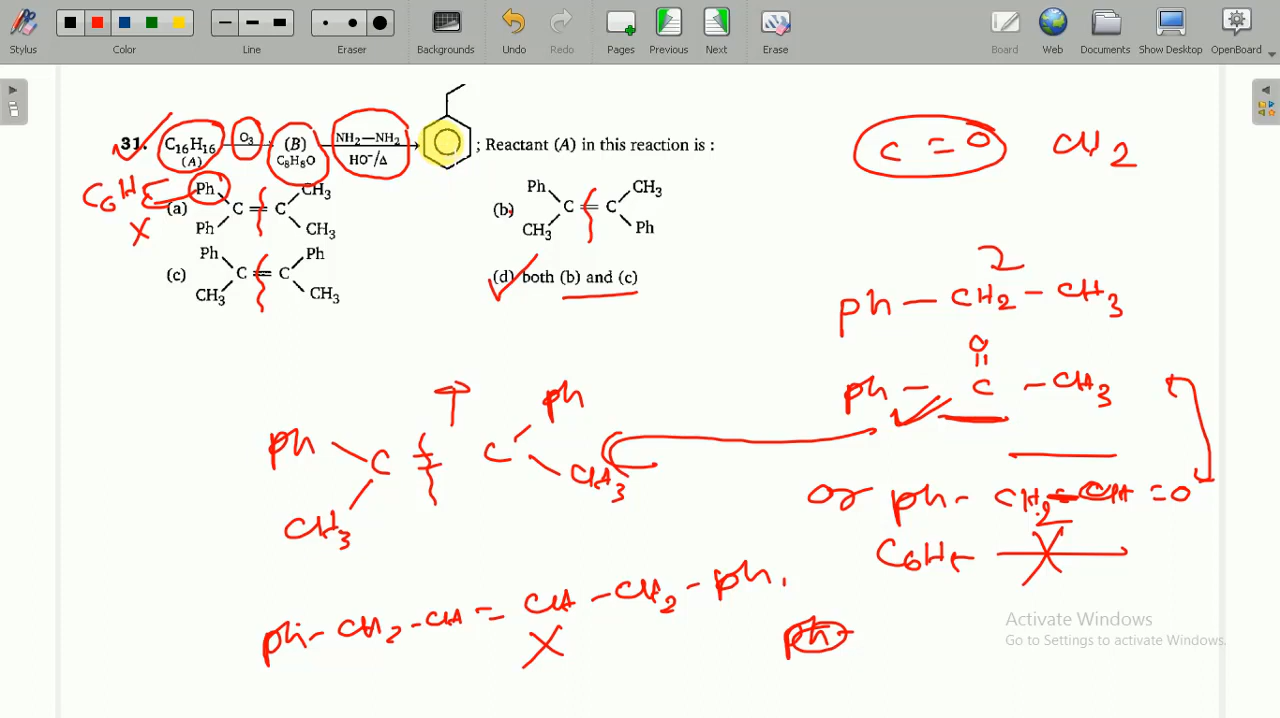 Stylus Color Line Eraser Backgrounds Undo Redo Pages Previous Next Erase Board Web Documents Show Desktop OpenBoard
31. C16H16 (A) O3 (B) C8H8O NH2—NH2 HO⁻/Δ ; Reactant (A) in this reaction is :
C = O CH2
C6H5
X
(a) Ph Ph C = C CH3 CH3
(b) Ph CH3 C = C CH3 Ph
(c) Ph CH3 C = C Ph CH3
(d) both (b) and (c)
2
Ph — CH2 — CH3
O
||
Ph — C — CH3
Ph C = C Ph
CH3 CH3
or Ph - CH2 - CH = O
C6H5
Ph - CH2 - CH = CH - CH2 - Ph
X
Ph -
Activate Windows
Go to Settings to activate Windows.